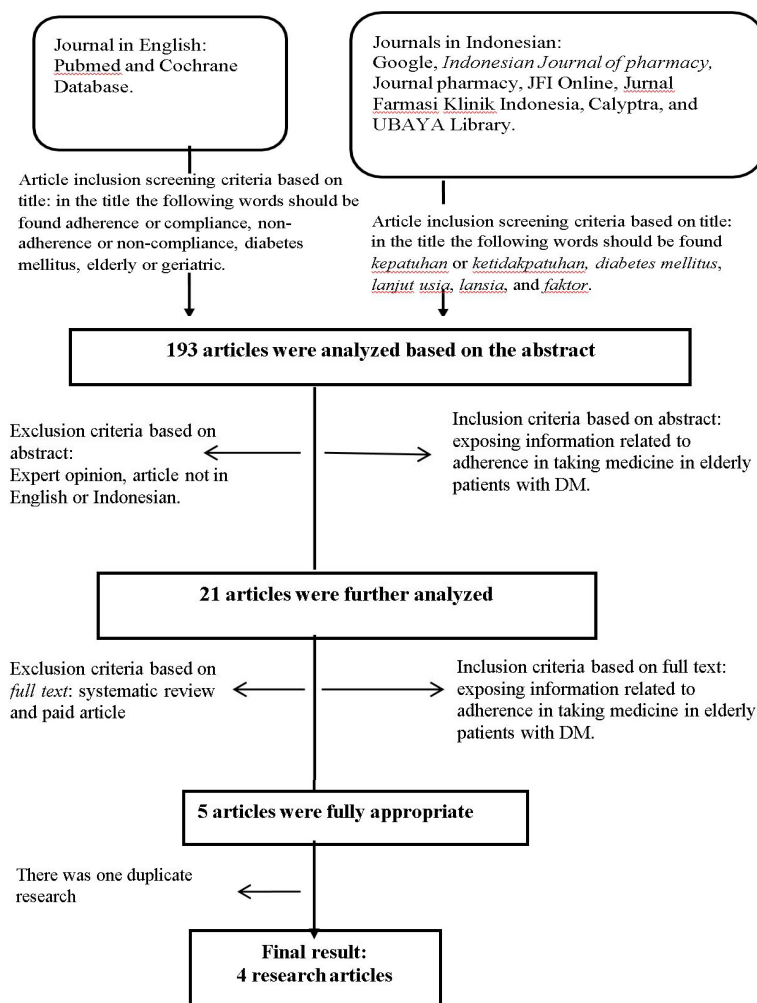 Journal in English:
Pubmed and Cochrane
Database.
Journals in Indonesian:
Google, Indonesian Journal of pharmacy,
Journal pharmacy, JFI Online, Jurnal
Farmasi Klinik Indonesia, Calyptra, and
UBAYA Library.
Article inclusion screening criteria based on
title: in the title the following words should be
found adherence or compliance, non-
adherence or non-compliance, diabetes
mellitus, elderly or geriatric.
Article inclusion screening criteria based on title:
in the title the following words should be found
kepatuhan or ketidakpatuhan, diabetes mellitus,
lanjut usia, lansia, and faktor.
193 articles were analyzed based on the abstract
Exclusion criteria based on
abstract:
Expert opinion, article not in
English or Indonesian.
Inclusion criteria based on abstract:
exposing information related to
adherence in taking medicine in elderly
patients with DM.
21 articles were further analyzed
Exclusion criteria based on
full text: systematic review
and paid article
Inclusion criteria based on full text:
exposing information related to
adherence in taking medicine in elderly
patients with DM.
5 articles were fully appropriate
There was one duplicate
research
Final result:
4 research articles